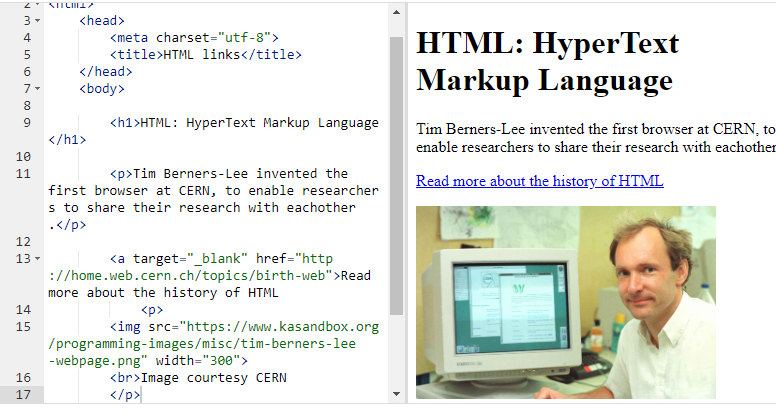 2 <html>
3 <head>
4 <meta charset="utf-8">
5 <title>HTML links</title>
6 </head>
7 <body>
8
9 <h1>HTML: HyperText Markup Language
</h1>
10
11 <p>Tim Berners-Lee invented the
first browser at CERN, to enable researcher
s to share their research with eachother
.</p>
12
13 <a target="_blank" href="http
://home.web.cern.ch/topics/birth-web">Read
more about the history of HTML
14 <p>
15 <img src="https://www.kasandbox.org
/programming-images/misc/tim-berners-lee
-webpage.png" width="300">
16 <br>Image courtesy CERN
17 </p>
HTML: HyperText
Markup Language
Tim Berners-Lee invented the first browser at CERN, to
enable researchers to share their research with eachother
Read more about the history of HTML
W